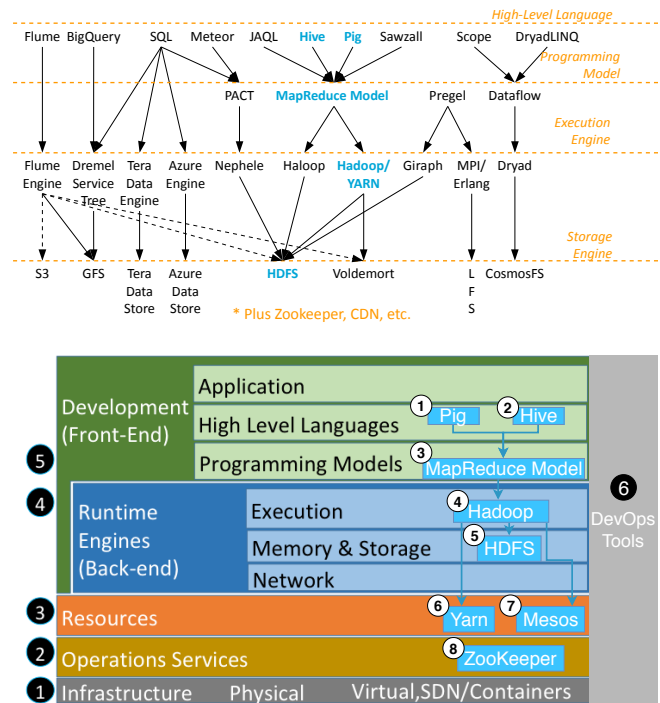 High-Level Language
Flume BigQuery SQL Meteor JAQL Hive Pig Sawzall Scope DryadLINQ
Programming
Model
PACT MapReduce Model Pregel Dataflow
Execution
Engine
Flume Dremel Tera Azure Nephele Haloop Hadoop/ Giraph MPI/ Dryad
Engine Service Data Engine YARN Erlang
Tree Engine
Storage
Engine
S3 GFS Tera Azure HDFS Voldemort L CosmosFS
Data Data F
Store Store S
* Plus Zookeeper, CDN, etc.
Application
Development
(Front-End)
High Level Languages
1 Pig 2 Hive
5 Programming Models 3 MapReduce Model
4 Runtime
Engines
(Back-end)
Execution 4 Hadoop
Memory & Storage 5 HDFS
Network
6
DevOps
Tools
3 Resources 6 Yarn 7 Mesos
2 Operations Services 8 ZooKeeper
1 Infrastructure Physical Virtual,SDN/Containers